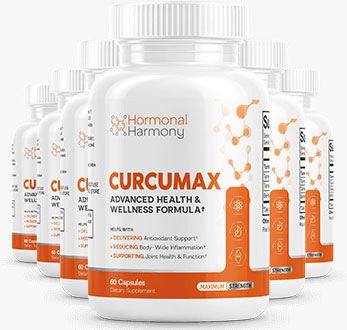 Hormonal
Harmony
CURCUMAX
ADVANCED HEALTH &
WELLNESS FORMULA†
HELPS WITH
• DELIVERING Antioxidant Support†
• REDUCING Body-Wide Inflammation†
• SUPPORTING Joint Health & Function†
60 Capsules
Dietary Supplement
MAXIMUM STRENGTH